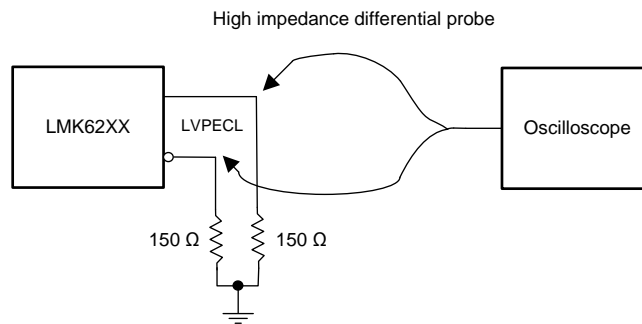 High impedance differential probe
LMK62XX
LVPECL
Oscilloscope
150 Ω
150 Ω